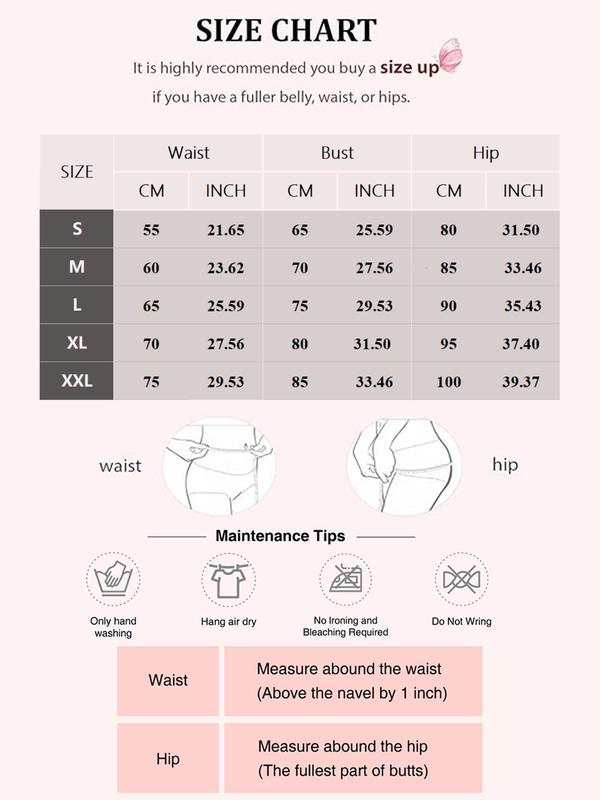 SIZE CHART
It is highly recommended you buy a size up
if you have a fuller belly, waist, or hips.
SIZE Waist Bust Hip
CM INCH CM INCH CM INCH
S 55 21.65 65 25.59 80 31.50
M 60 23.62 70 27.56 85 33.46
L 65 25.59 75 29.53 90 35.43
XL 70 27.56 80 31.50 95 37.40
XXL 75 29.53 85 33.46 100 39.37
waist hip
Maintenance Tips
Only hand
washing
Hang air dry
No Ironing and
Bleaching Required
Do Not Wring
Waist
Measure abound the waist
(Above the navel by 1 inch)
Hip
Measure abound the hip
(The fullest part of butts)